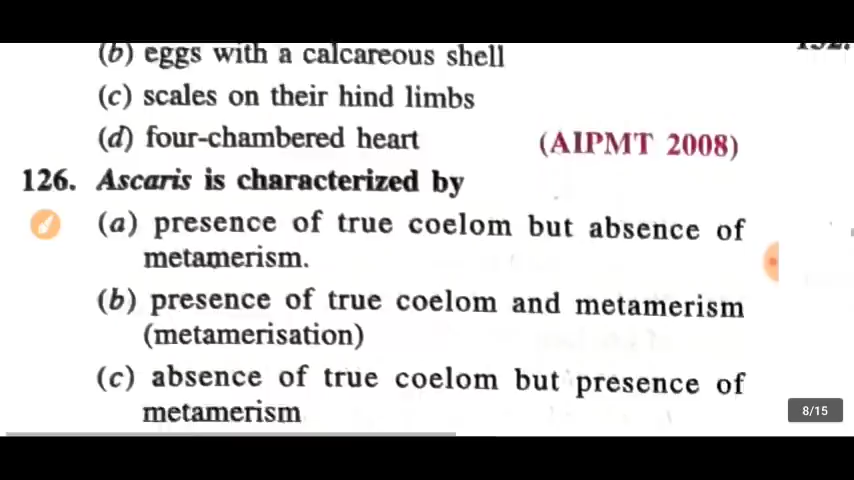 (b) eggs with a calcareous shell
(c) scales on their hind limbs
(d) four-chambered heart (AIPMT 2008)
126. Ascaris is characterized by
(a) presence of true coelom but absence of
metamerism.
(b) presence of true coelom and metamerism
(metamerisation)
(c) absence of true coelom but presence of
metamerism
8/15